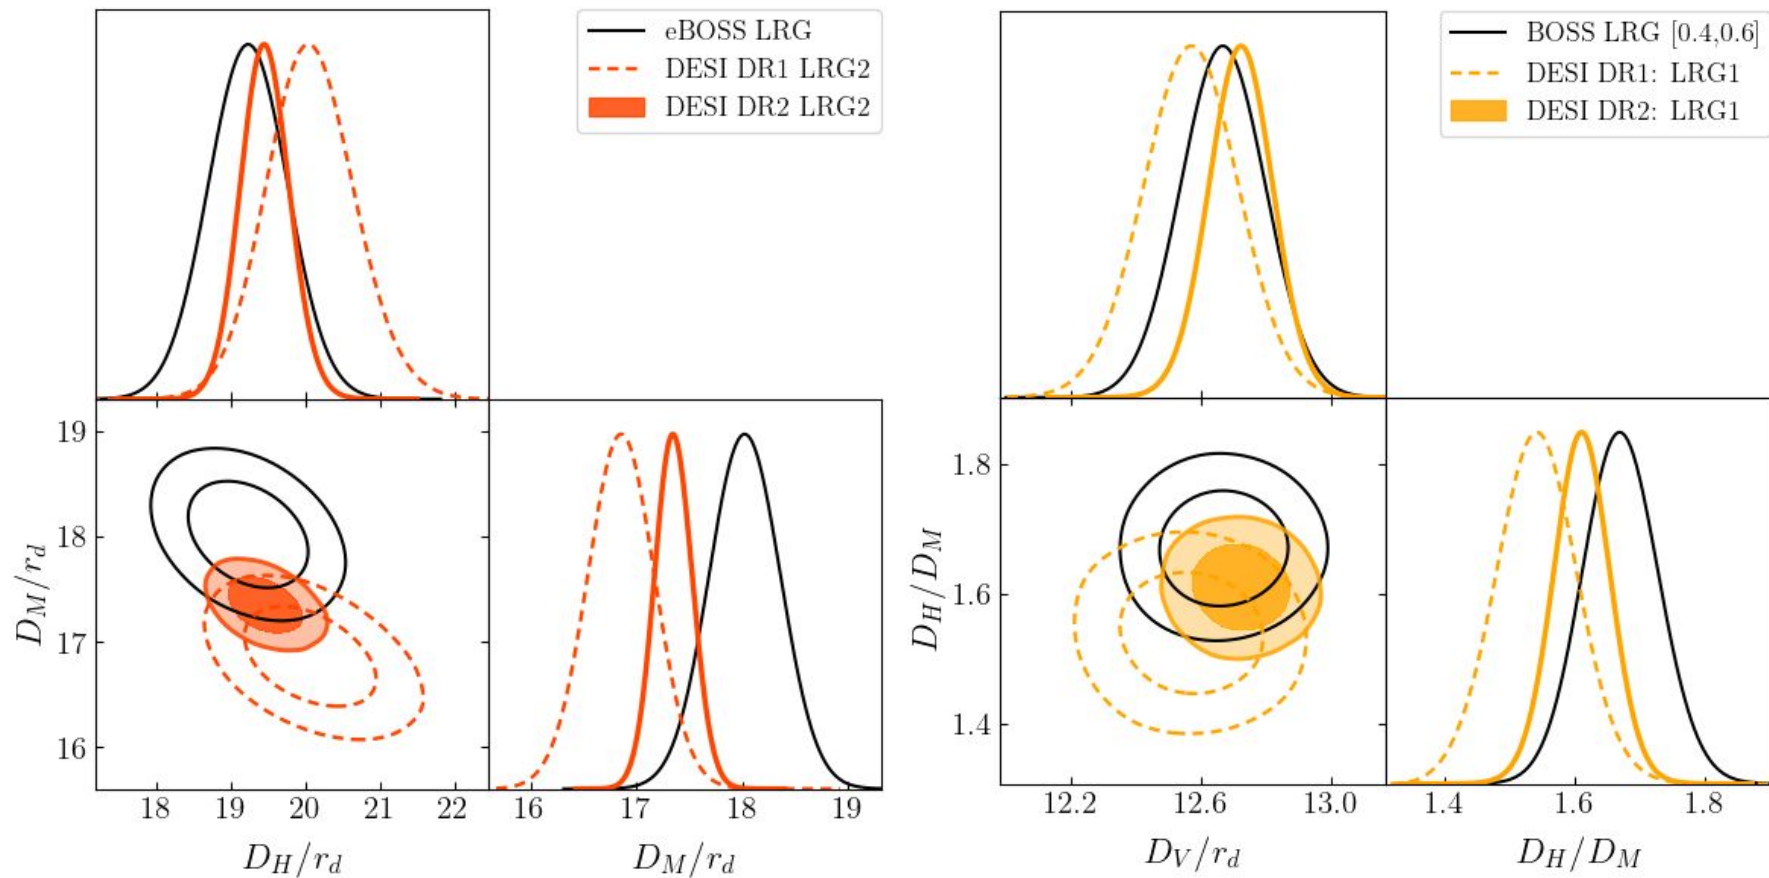 eBOSS LRG
DESI DR1 LRG2
DESI DR2 LRG2
19
18
17
16
D_M/r_d
18 19 20 21 22
D_H/r_d
16 17 18 19
D_M/r_d
BOSS LRG [0.4,0.6]
DESI DR1: LRG1
DESI DR2: LRG1
1.8
1.6
1.4
D_H/D_M
12.2 12.6 13.0
D_V/r_d
1.4 1.6 1.8
D_H/D_M